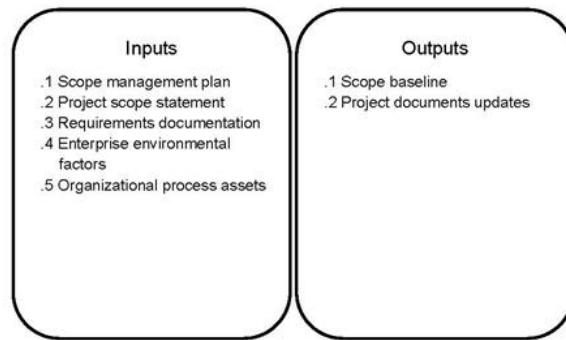 Inputs
.1 Scope management plan
.2 Project scope statement
.3 Requirements documentation
.4 Enterprise environmental
factors
.5 Organizational process assets
Outputs
.1 Scope baseline
.2 Project documents updates